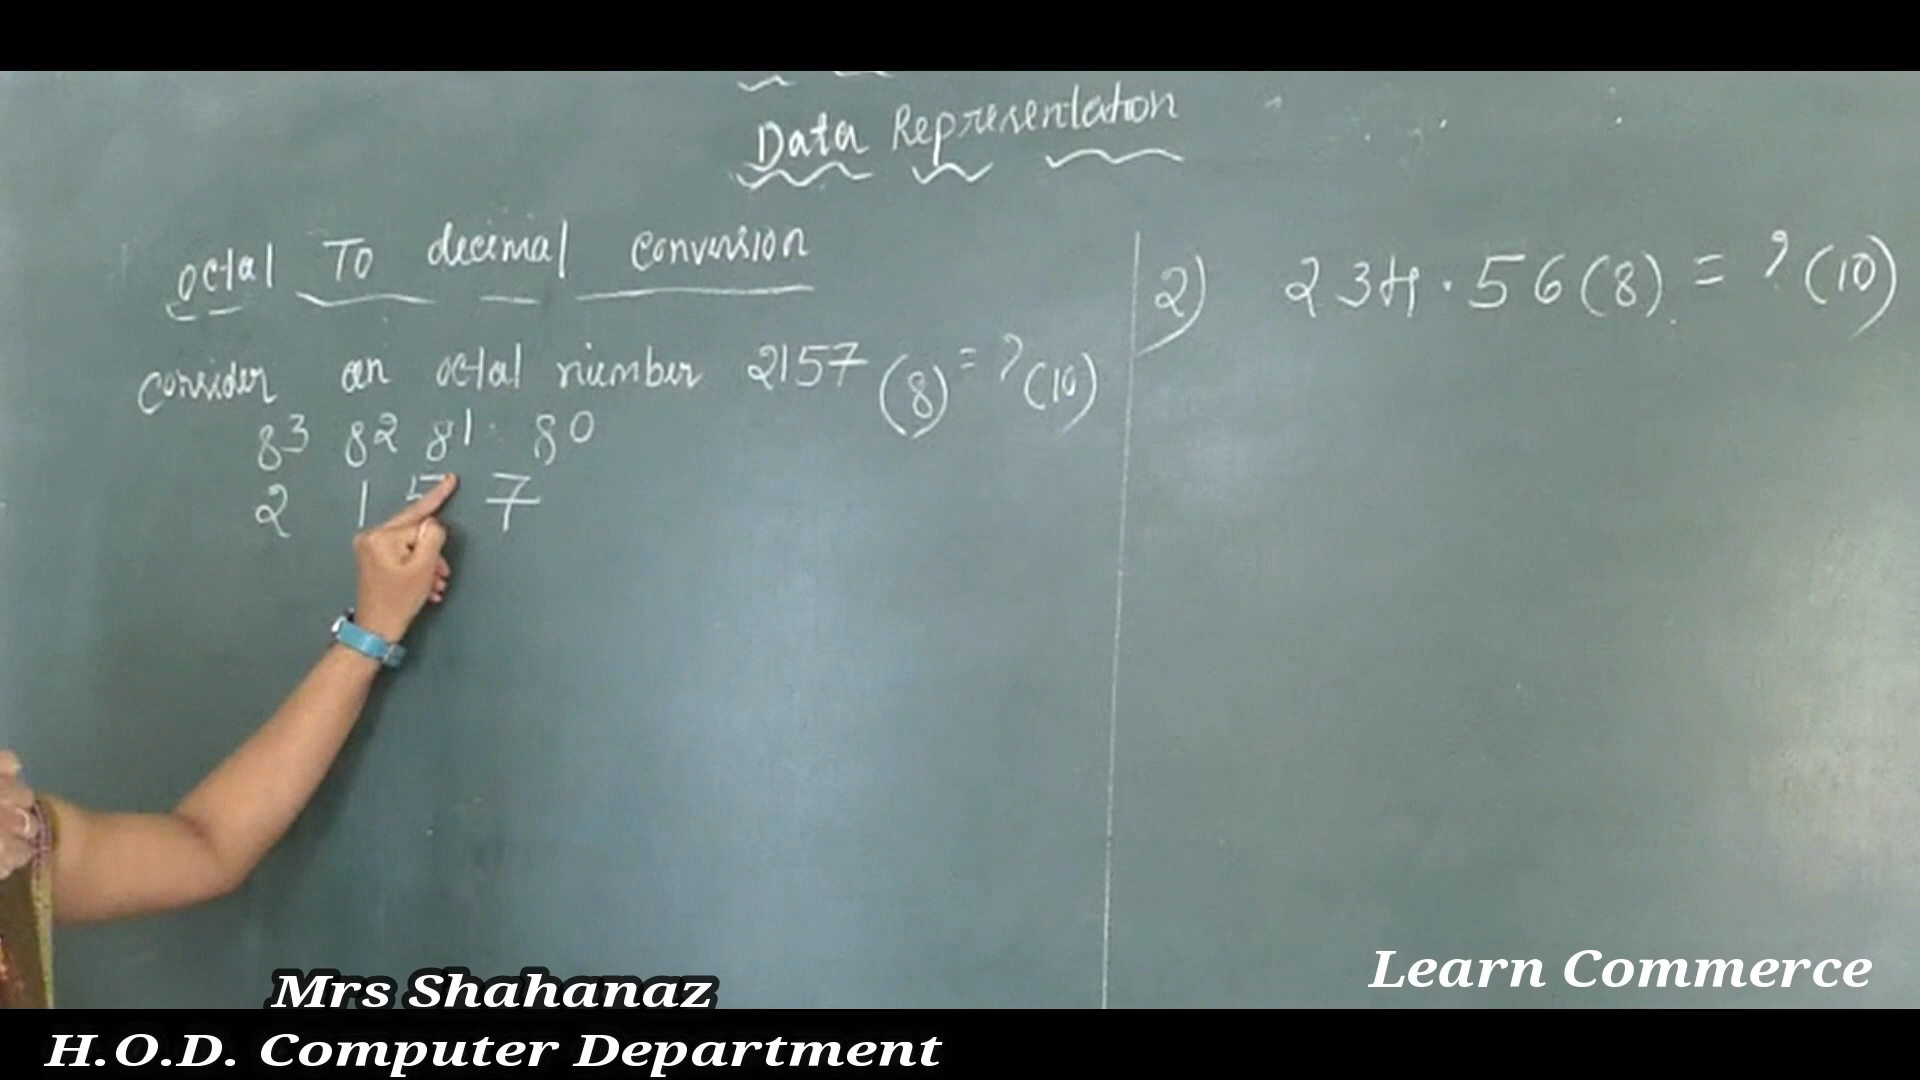 Data Representation
octal To decimal conversion
consider an octal number 2157 (8) = ? (10)
8³ 8² 8¹ 8⁰
2 1 5 7
2) 234.56(8) = ?(10)
Learn Commerce
Mrs Shahanaz
H.O.D. Computer Department